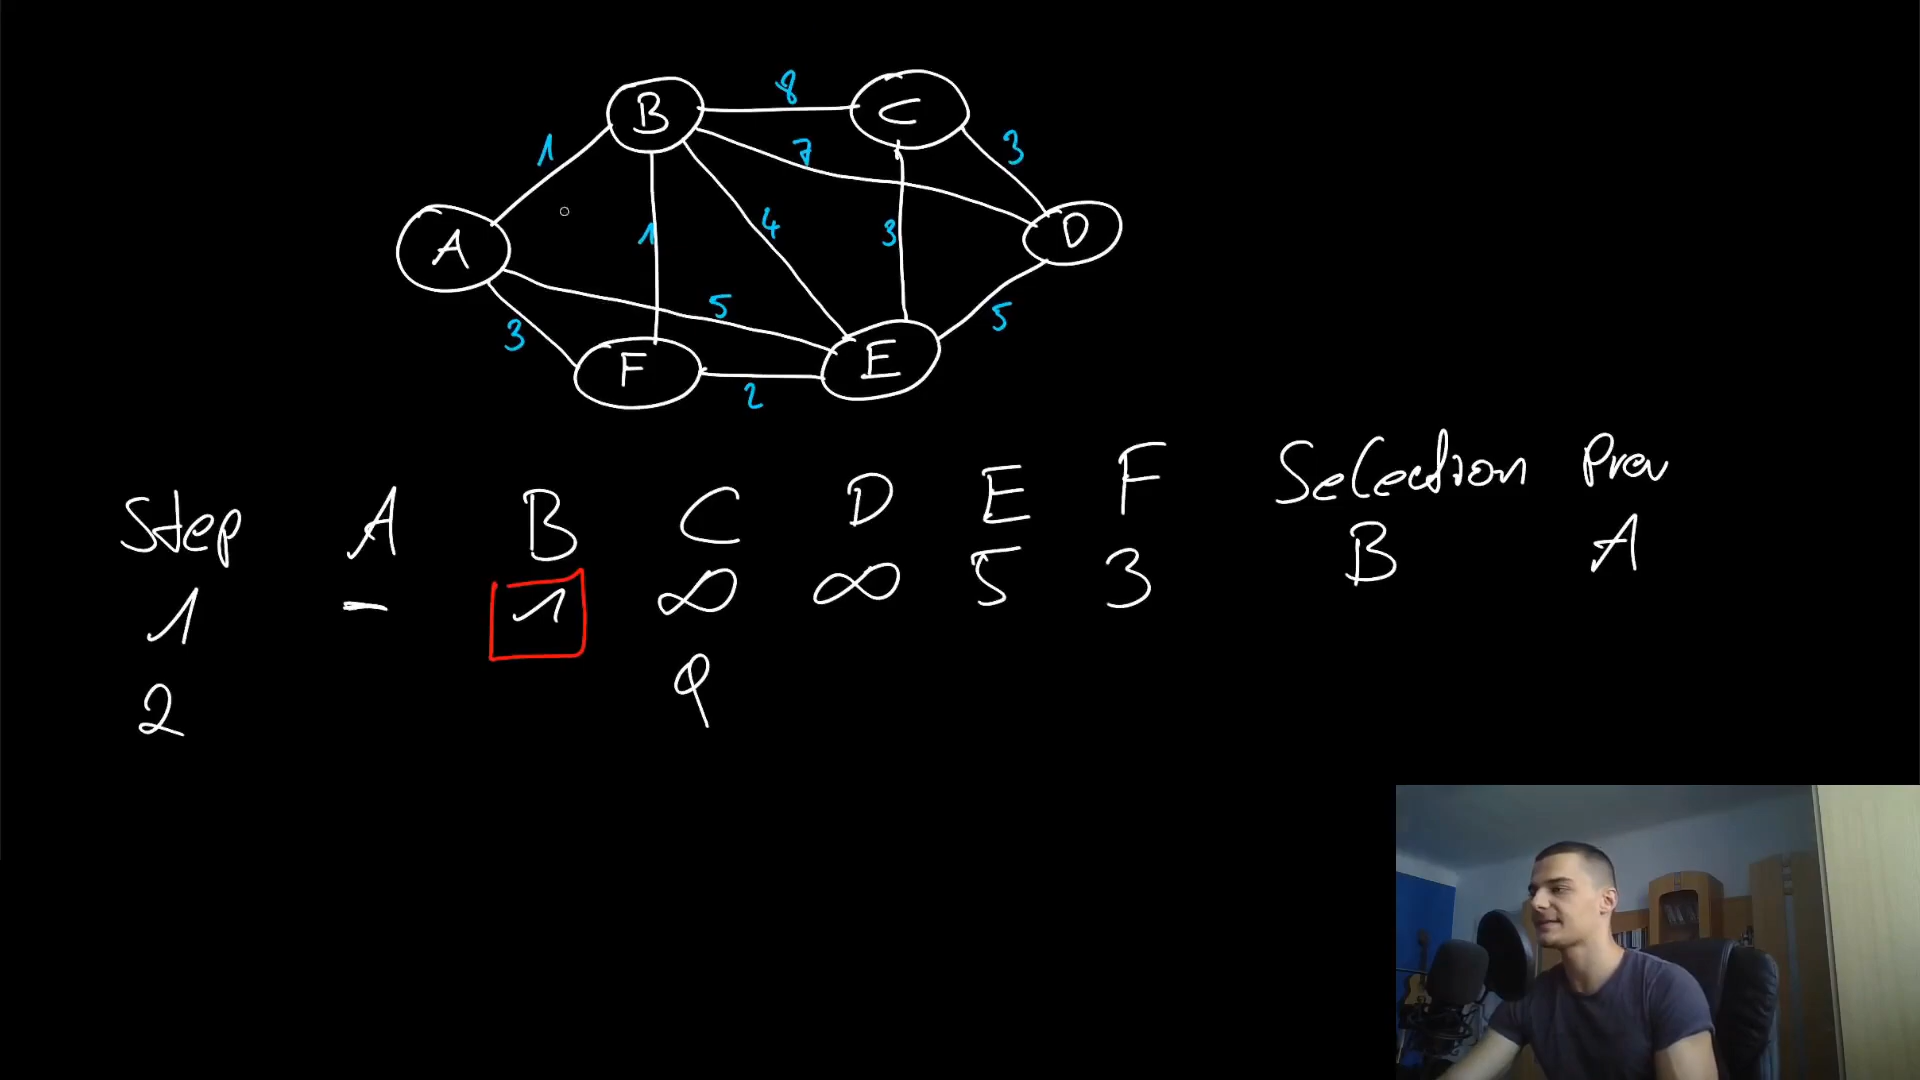 8
B
C
1
7
3
A
1
4
3
D
5
3
5
F
E
2
Step A B C D E F Selection Prev
1 - 1 ∞ ∞ 5 3 B A
2 9